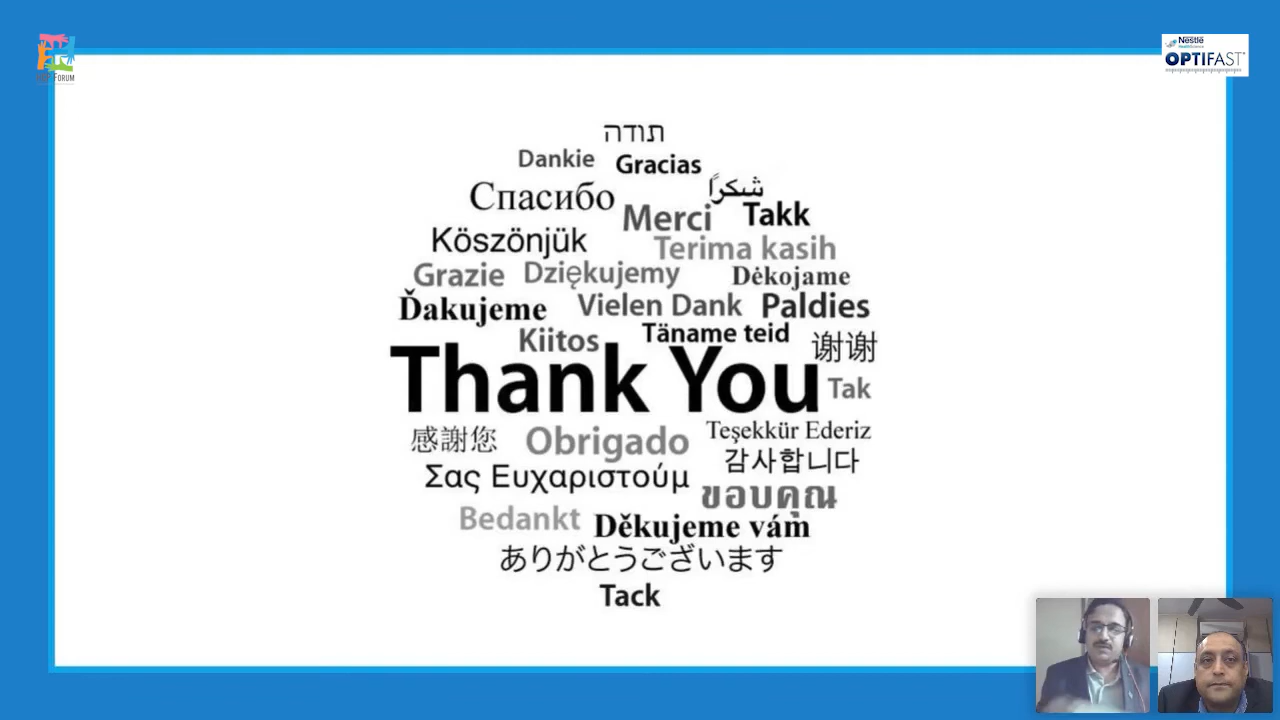 Nestlé
HealthScience
OPTIFAST
תודה
Dankie
Gracias
Спасибо
شكراً
Merci
Takk
Köszönjük
Terima kasih
Grazie
Dziękujemy
Dėkojame
Ďakujeme
Vielen Dank
Paldies
Kiitos
Täname teid
谢谢
Thank You
Tak
感謝您
Obrigado
Teşekkür Ederiz
감사합니다
Σας Ευχαριστούμ
ขอบคุณ
Bedankt
Děkujeme vám
ありがとうございます
Tack